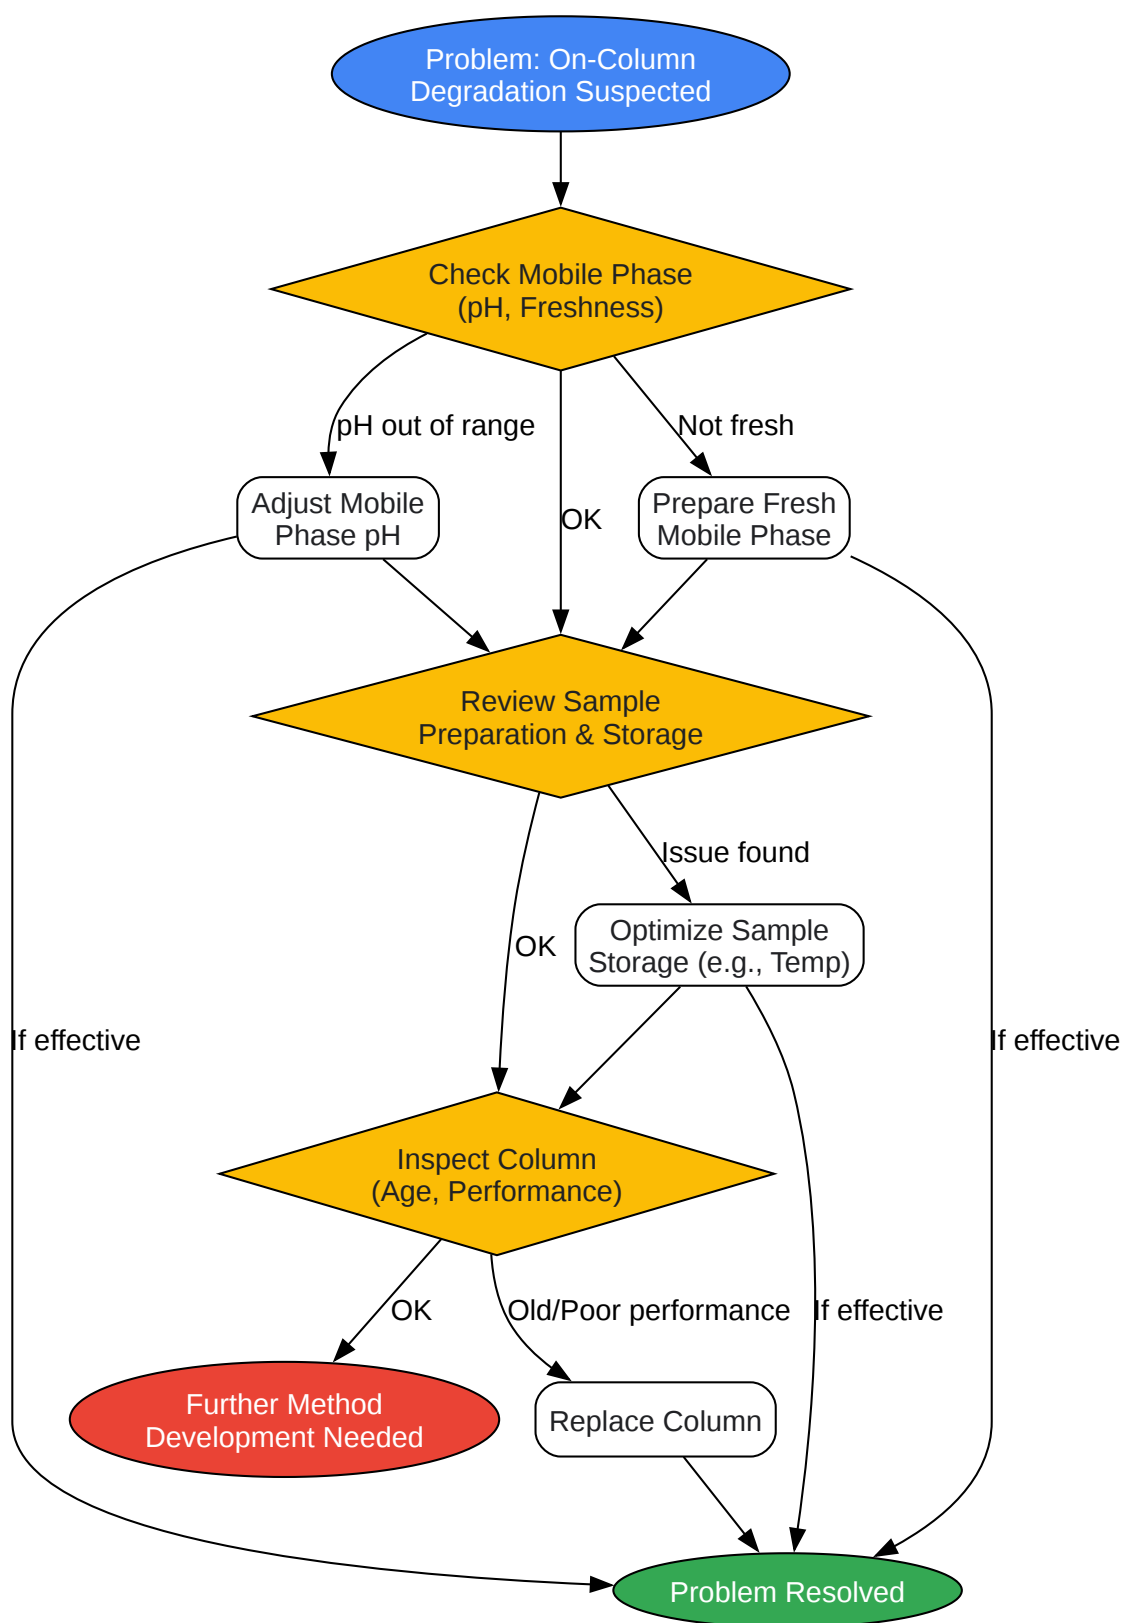 Problem: On-Column
Degradation Suspected
Check Mobile Phase
(pH, Freshness)
pH out of range
Not fresh
Adjust Mobile
Phase pH
OK
Prepare Fresh
Mobile Phase
Review Sample
Preparation & Storage
Issue found
OK
Optimize Sample
Storage (e.g., Temp)
If effective
If effective
Inspect Column
(Age, Performance)
OK
Old/Poor performance
If effective
Further Method
Development Needed
Replace Column
Problem Resolved